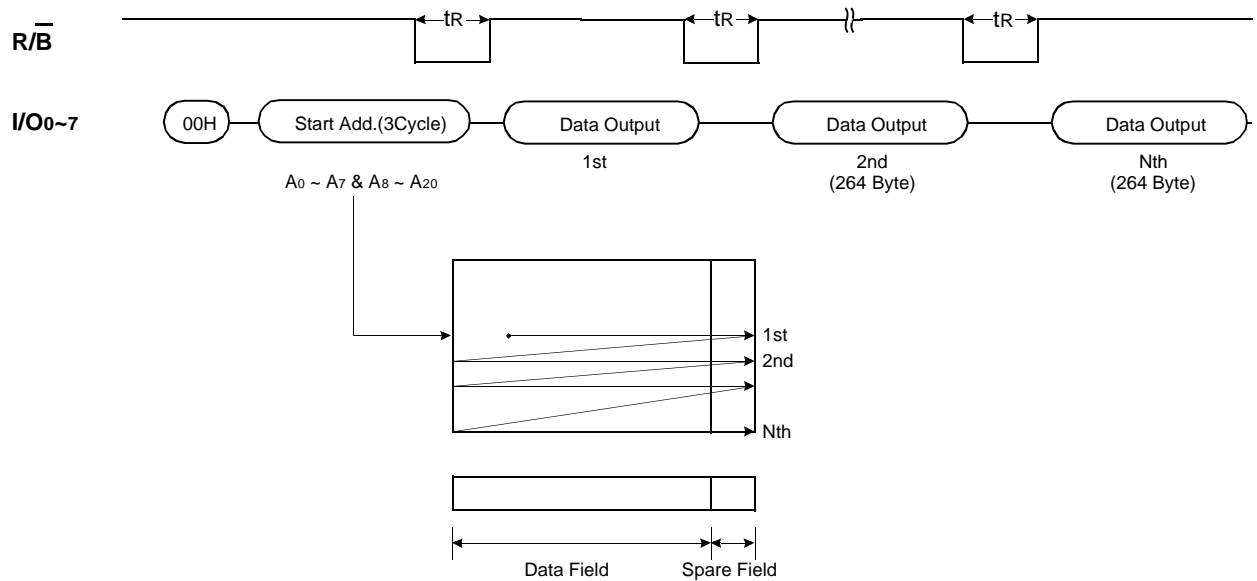 R/B
tR
tR
tR
I/O0~7
00H
Start Add.(3Cycle)
Data Output
Data Output
Data Output
1st
2nd
Nth
(264 Byte)
(264 Byte)
A0 ~ A7 & A8 ~ A20
1st
2nd
Nth
Data Field
Spare Field